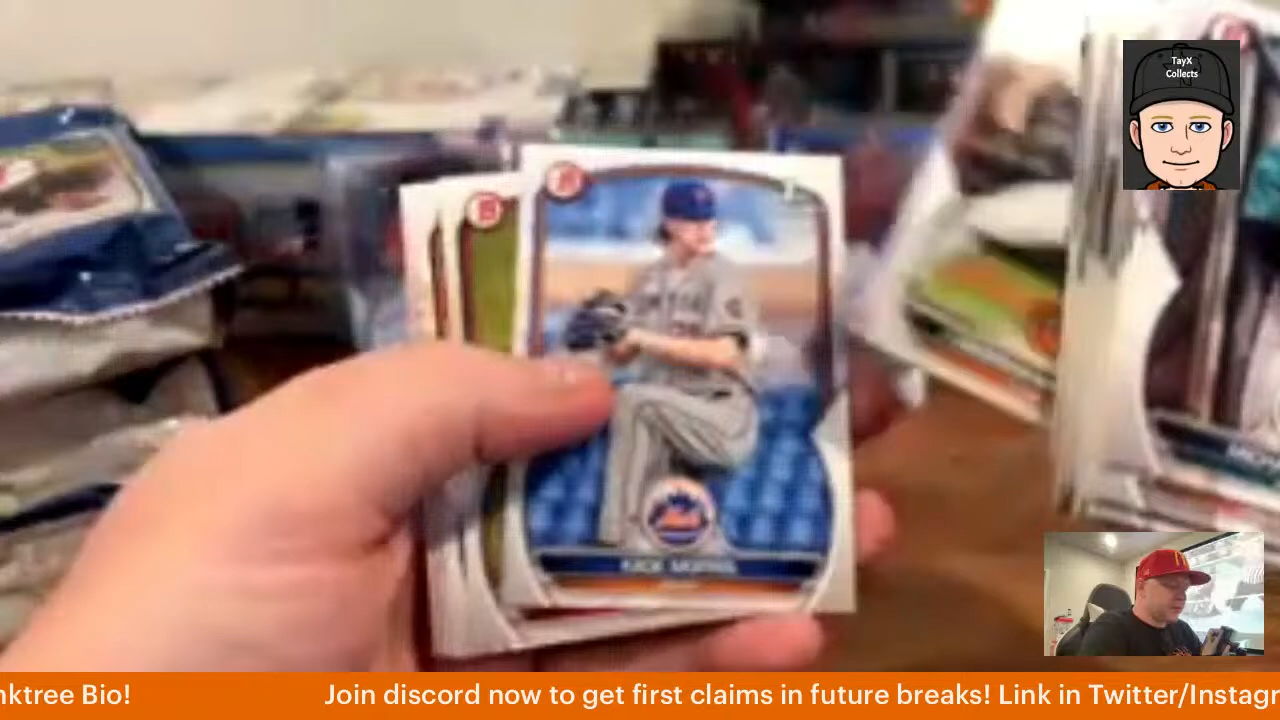 TayX
Collects
nktree Bio!
Join discord now to get first claims in future breaks! Link in Twitter/Instagr